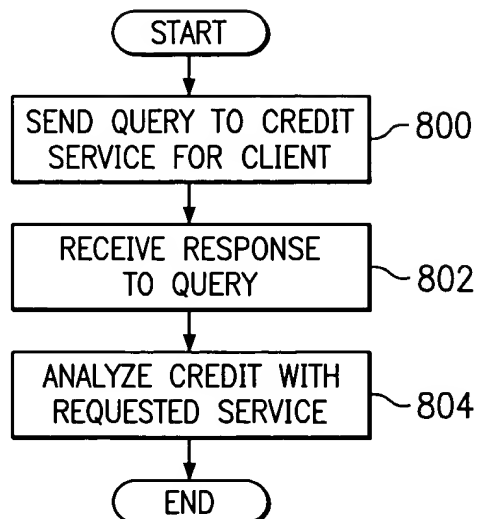 START
SEND QUERY TO CREDIT
SERVICE FOR CLIENT
800
RECEIVE RESPONSE
TO QUERY
802
ANALYZE CREDIT WITH
REQUESTED SERVICE
804
END